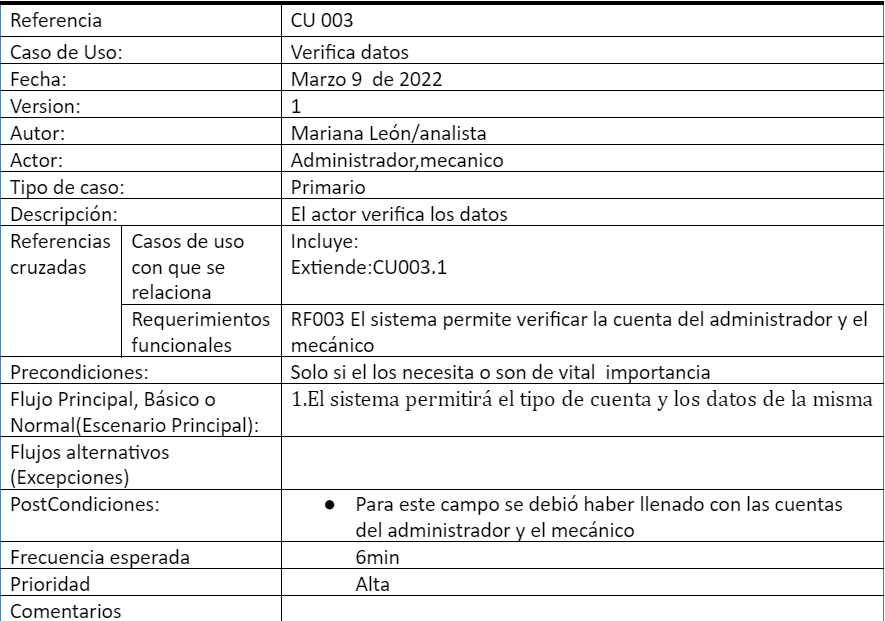 Referencia CU 003
Caso de Uso: Verifica datos
Fecha: Marzo 9 de 2022
Version: 1
Autor: Mariana León/analista
Actor: Administrador,mecanico
Tipo de caso: Primario
Descripción: El actor verifica los datos
Referencias cruzadas
Casos de uso con que se relaciona
Incluye:
Extiende:CU003.1
Requerimientos funcionales
RF003 El sistema permite verificar la cuenta del administrador y el
mecánico
Precondiciones: Solo si el los necesita o son de vital importancia
Flujo Principal, Básico o
Normal(Escenario Principal):
1.El sistema permitirá el tipo de cuenta y los datos de la misma
Flujos alternativos
(Excepciones)
PostCondiciones:
● Para este campo se debió haber llenado con las cuentas
del administrador y el mecánico
Frecuencia esperada 6min
Prioridad Alta
Comentarios